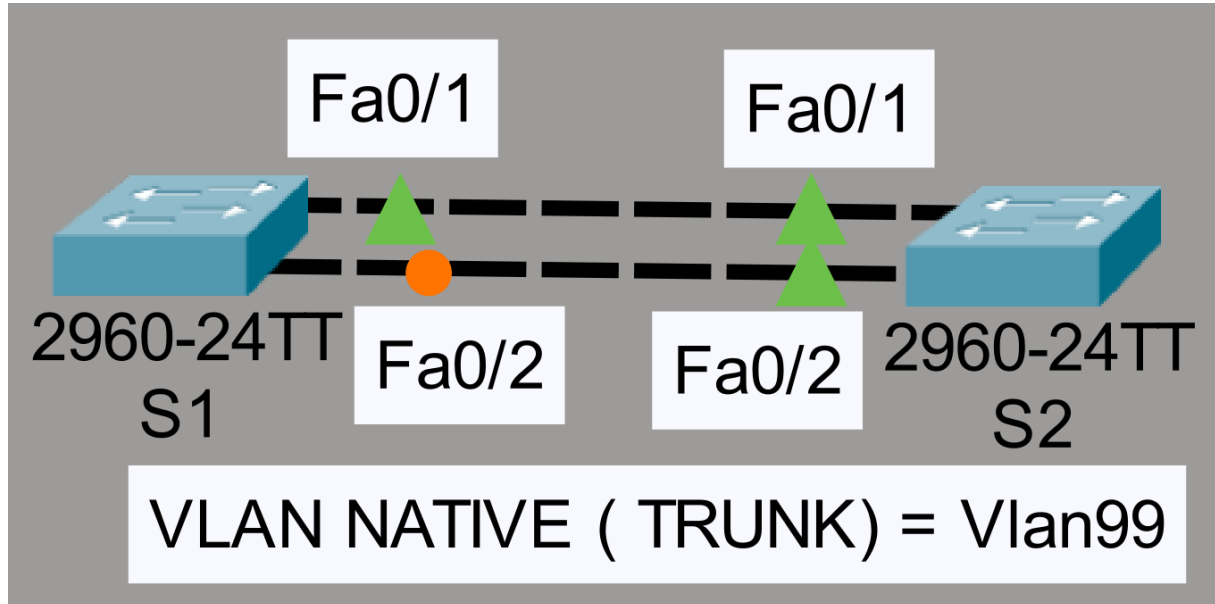 Fa0/1
Fa0/1
2960-24TT
S1
Fa0/2
Fa0/2
2960-24TT
S2
VLAN NATIVE ( TRUNK) = Vlan99